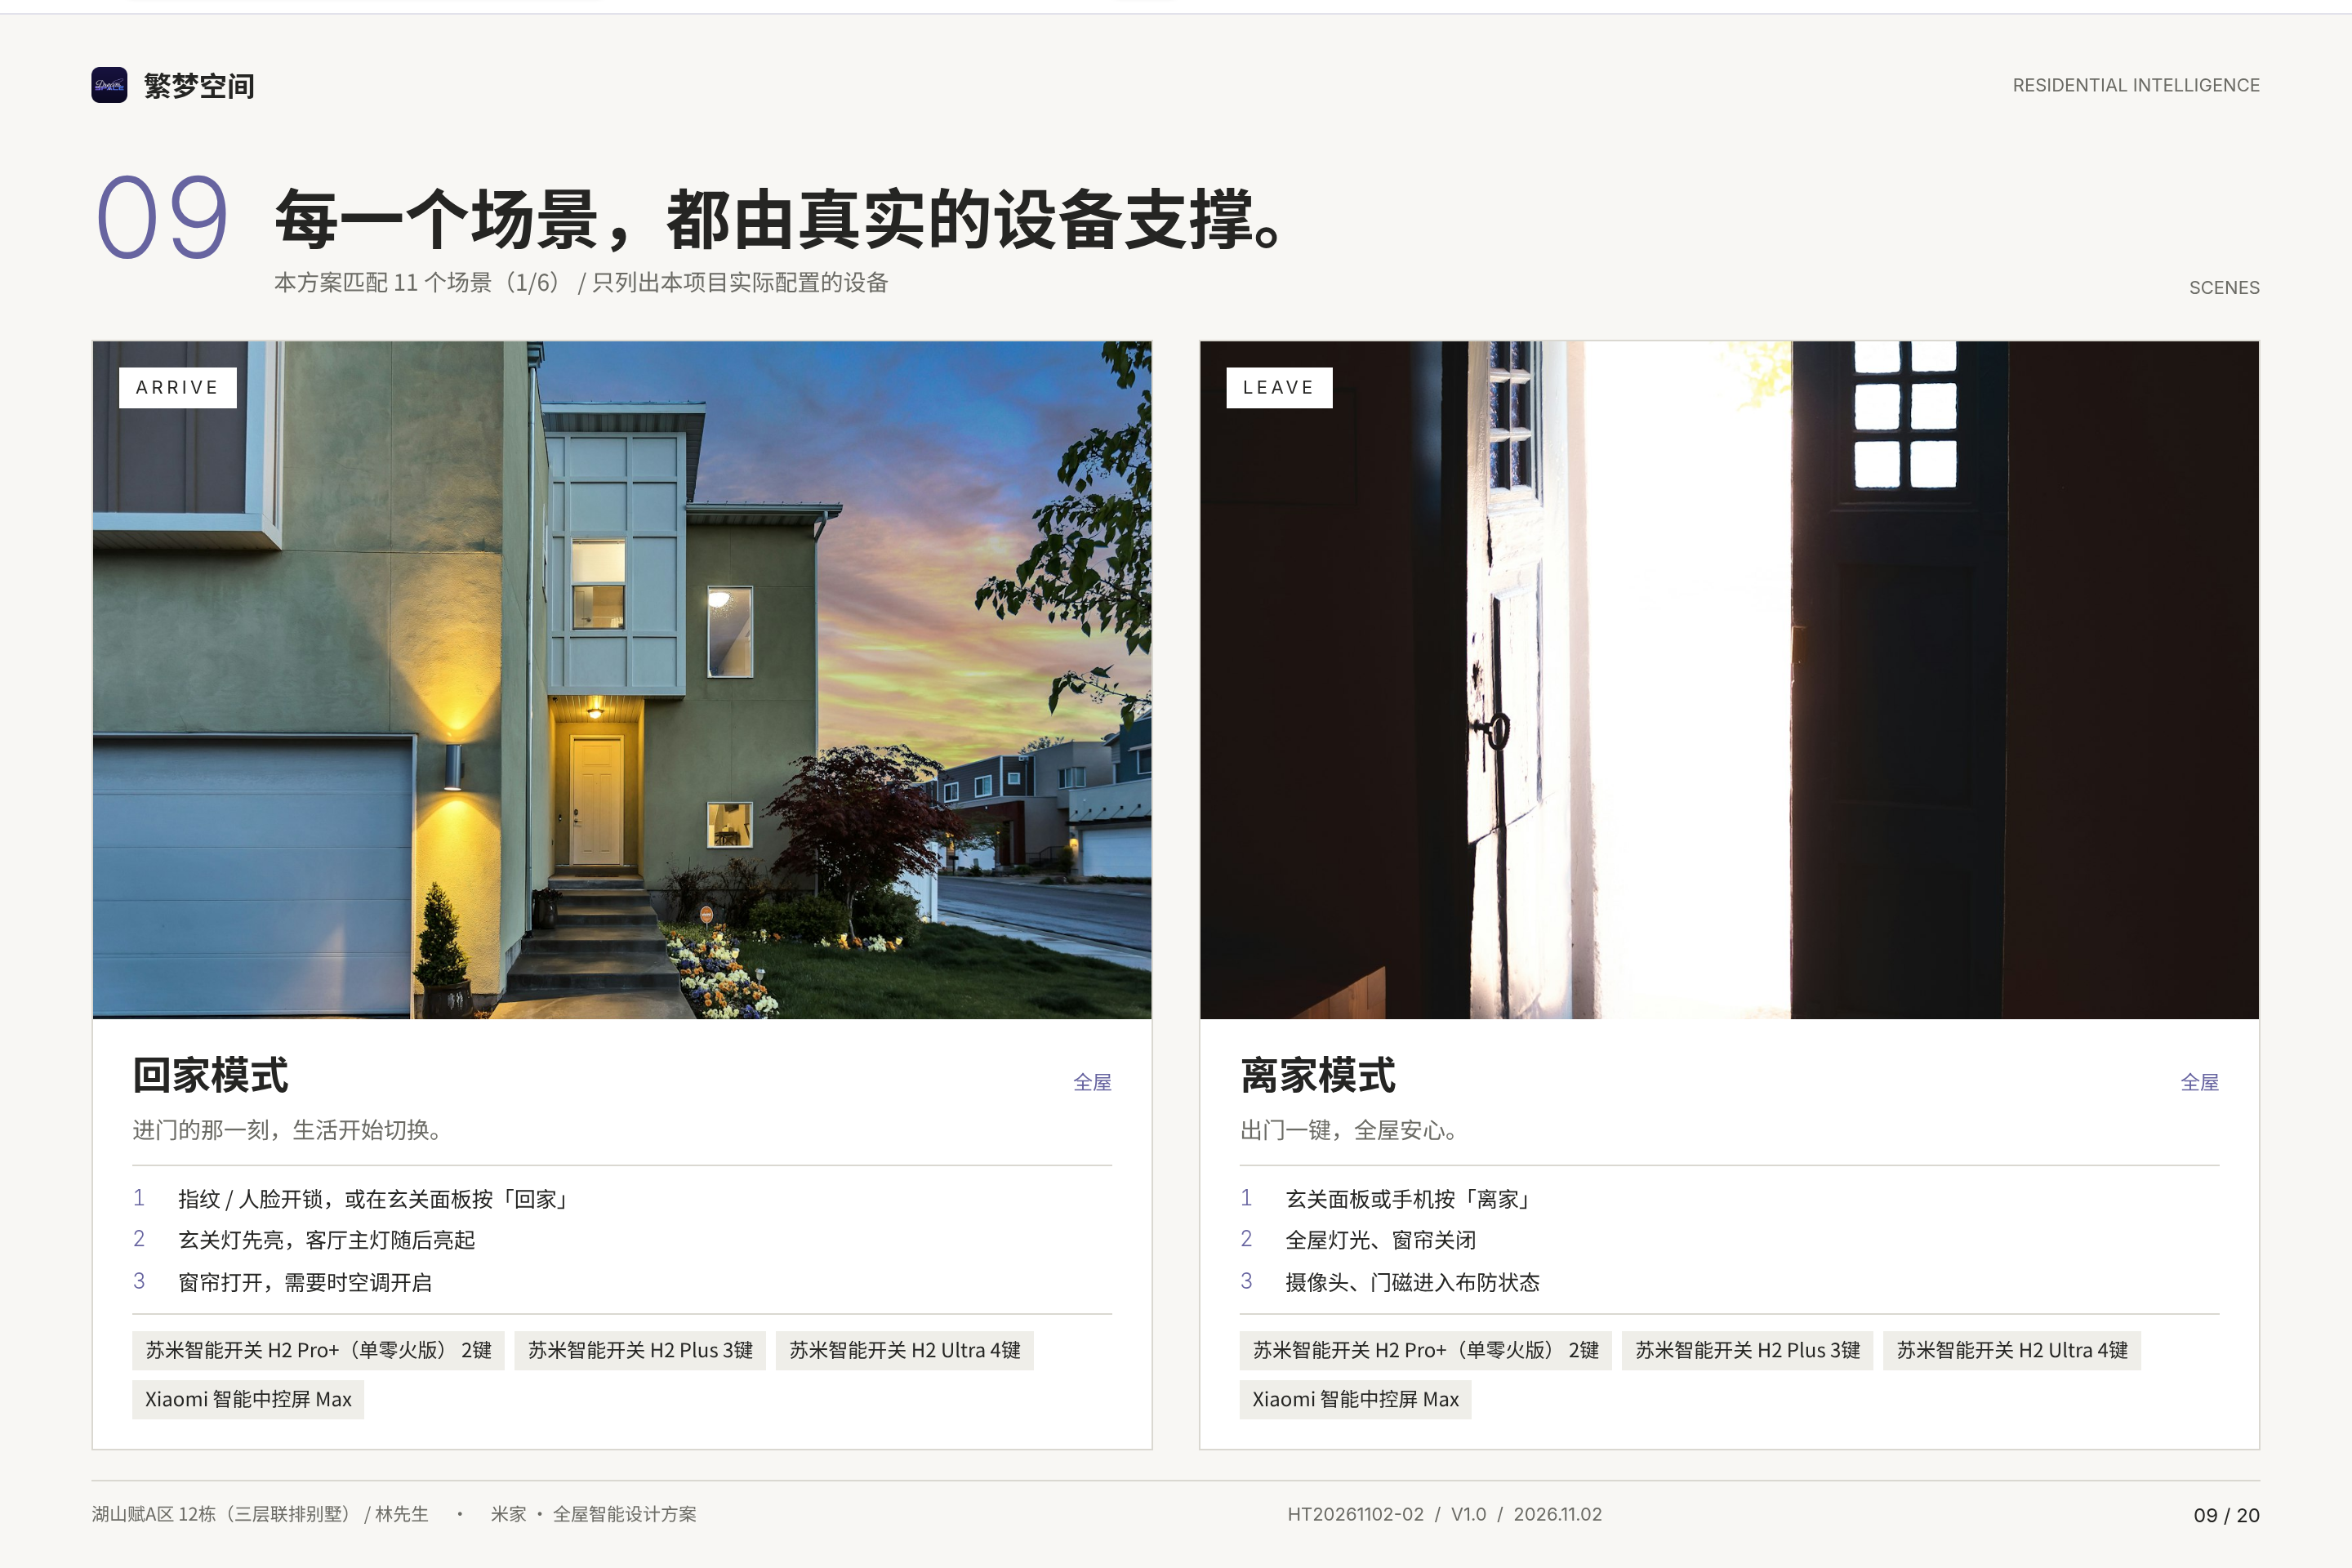 繁梦空间
RESIDENTIAL INTELLIGENCE
09
每一个场景，都由真实的设备支撑。
本方案匹配 11 个场景（1/6） / 只列出本项目实际配置的设备
SCENES
ARRIVE
回家模式
全屋
进门的那一刻，生活开始切换。
1 指纹 / 人脸开锁，或在玄关面板按「回家」
2 玄关灯先亮，客厅主灯随后亮起
3 窗帘打开，需要时空调开启
苏米智能开关 H2 Pro+（单零火版） 2键
苏米智能开关 H2 Plus 3键
苏米智能开关 H2 Ultra 4键
Xiaomi 智能中控屏 Max
LEAVE
离家模式
全屋
出门一键，全屋安心。
1 玄关面板或手机按「离家」
2 全屋灯光、窗帘关闭
3 摄像头、门磁进入布防状态
苏米智能开关 H2 Pro+（单零火版） 2键
苏米智能开关 H2 Plus 3键
苏米智能开关 H2 Ultra 4键
Xiaomi 智能中控屏 Max
湖山赋A区 12栋（三层联排别墅） / 林先生 · 米家 · 全屋智能设计方案
HT20261102-02 / V1.0 / 2026.11.02
09 / 20